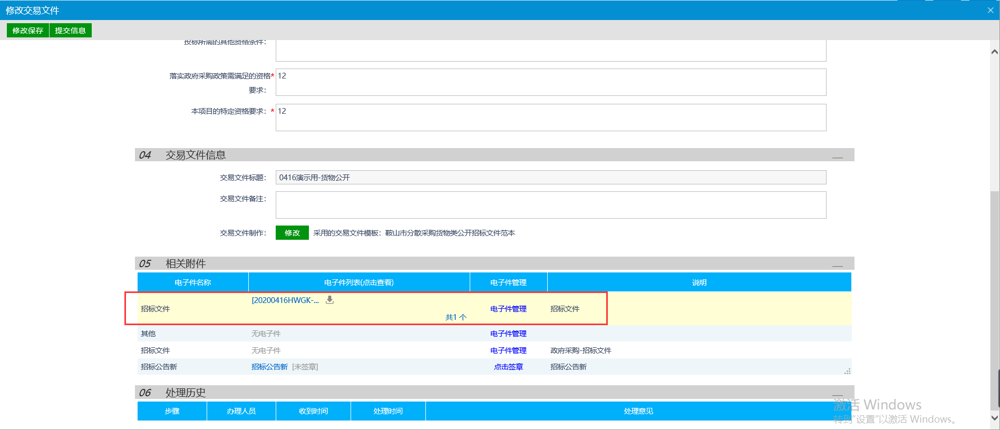 修改交易文件
修改保存 提交信息
投标所需的其他资格条件：
落实政府采购政策需满足的资格* 12
要求：
本项目的特定资格要求：* 12
04 交易文件信息
交易文件标题： 0416演示用-货物公开
交易文件备注：
交易文件制作： 修改 采用的交易文件模板：鞍山市分散采购货物类公开招标文件范本
05 相关附件
电子件名称 电子件列表(点击查看) 电子件管理 说明
招标文件 [20200416HWGK-... 电子件管理 招标文件
共1 个
其他 无电子件 电子件管理
招标文件 无电子件 电子件管理 政府采购-招标文件
招标公告新 招标公告新 [未签章] 点击签章 招标公告新
06 处理历史
步骤 办理人员 收到时间 处理时间 处理意见
激活 Windows
转到“设置”以激活 Windows。